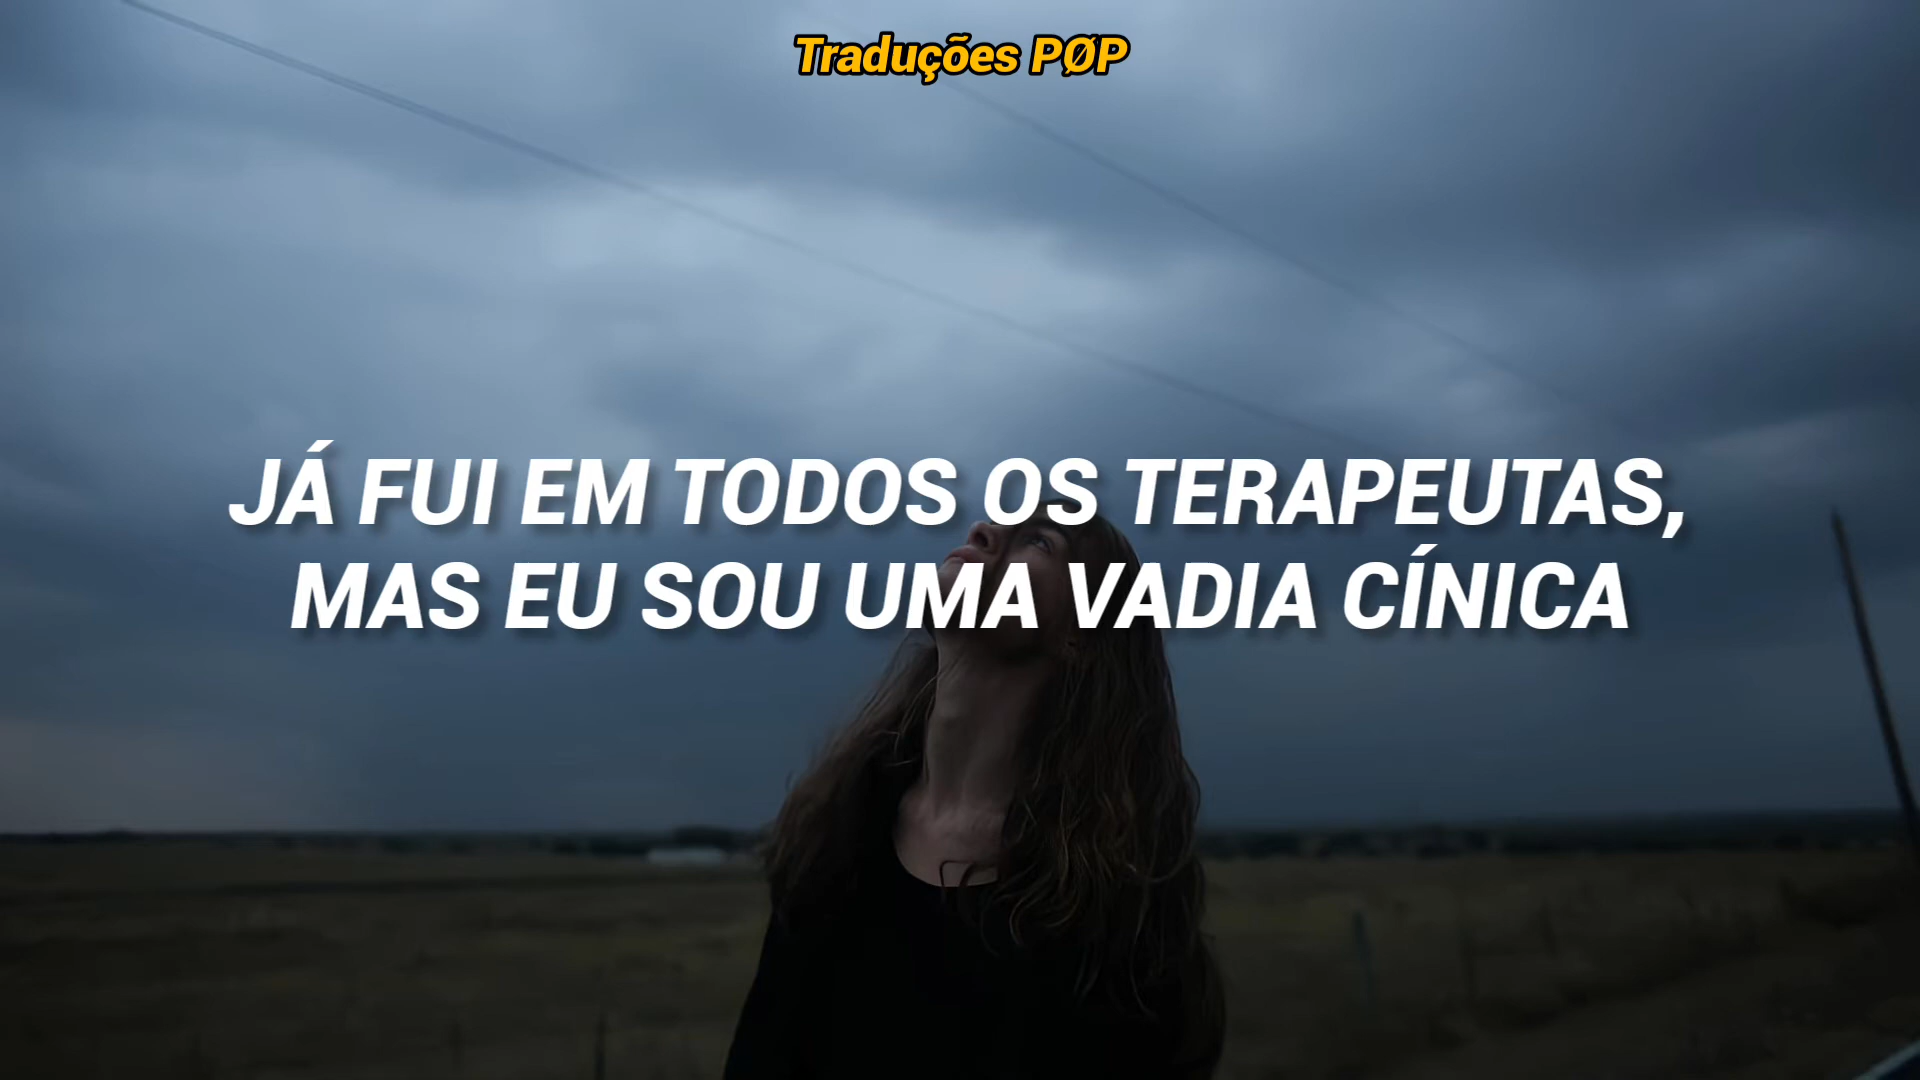 Traduções PØP
JÁ FUI EM TODOS OS TERAPEUTAS,
MAS EU SOU UMA VADIA CÍNICA